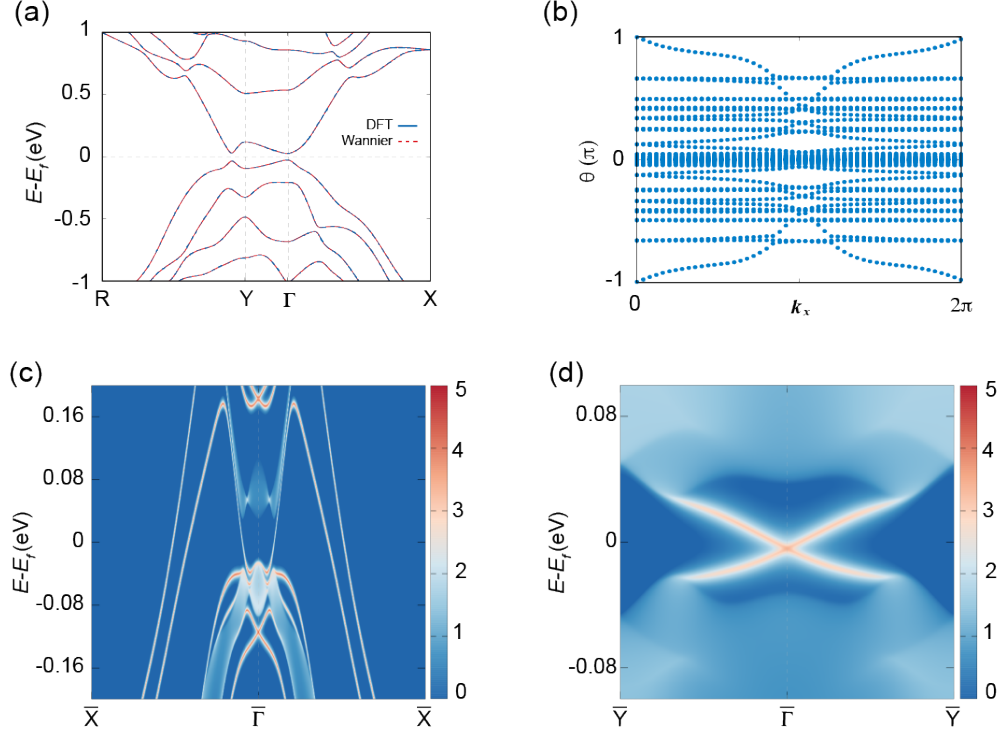 (a)
1
0.5
0
-0.5
-1
E-E_f(eV)
DFT
Wannier
R
Y
Γ
X
(b)
1
0
-1
θ (π)
0
k_x
2π
(c)
0.16
0.08
0
-0.08
-0.16
E-E_f(eV)
X̅
Γ̅
X̅
5
4
3
2
1
0
(d)
0.08
0
-0.08
E-E_f(eV)
Y̅
Γ̅
Y̅
5
4
3
2
1
0